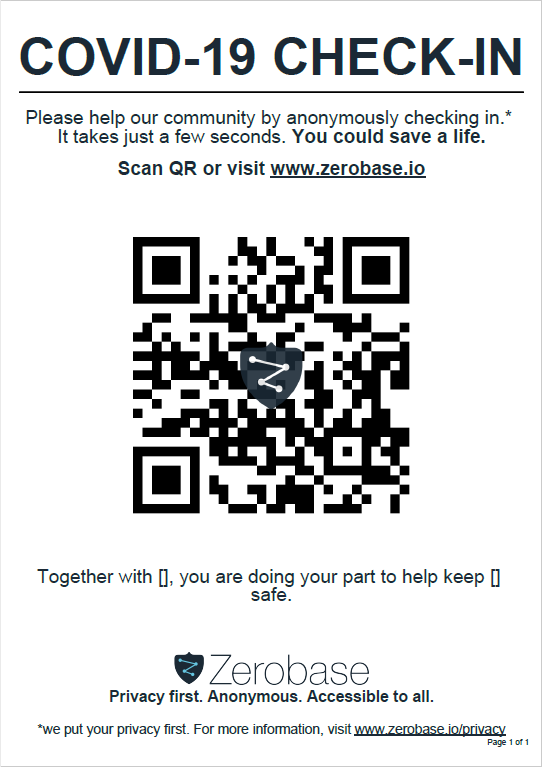 COVID-19 CHECK-IN
Please help our community by anonymously checking in.*
It takes just a few seconds. You could save a life.
Scan QR or visit www.zerobase.io
Together with [], you are doing your part to help keep []
safe.
Zerobase
Privacy first. Anonymous. Accessible to all.
*we put your privacy first. For more information, visit www.zerobase.io/privacy
Page 1 of 1